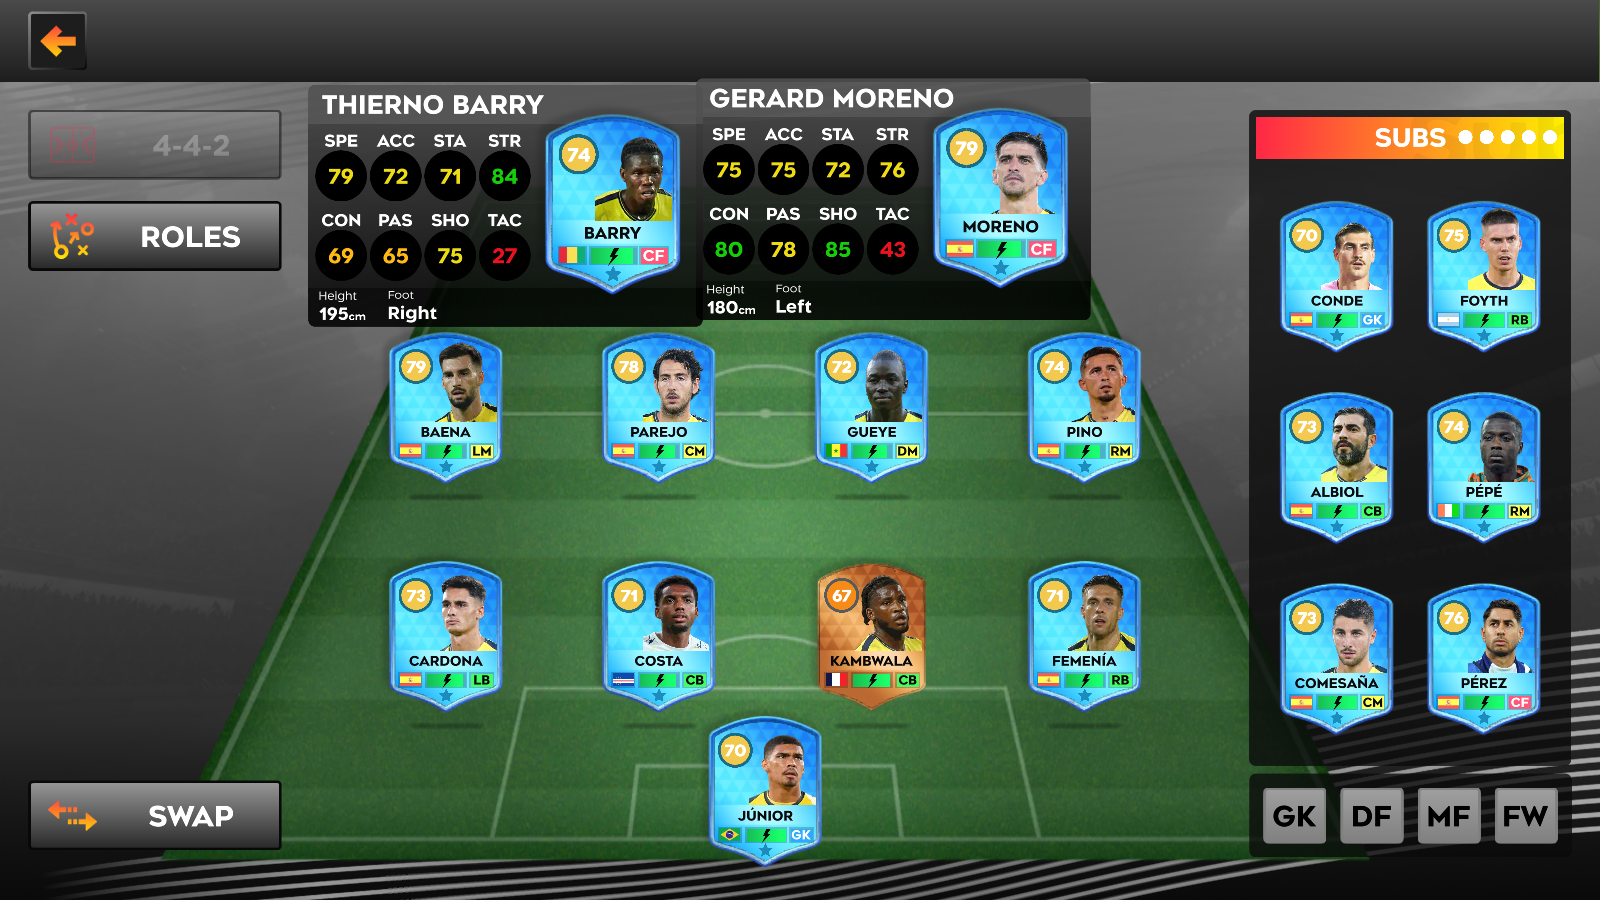 4-4-2
ROLES
THIERNO BARRY
SPE ACC STA STR
79 72 71 84
CON PAS SHO TAC
69 65 75 27
Height Foot
195cm Right
74
BARRY
CF
GERARD MORENO
SPE ACC STA STR
75 75 72 76
CON PAS SHO TAC
80 78 85 43
Height Foot
180cm Left
79
MORENO
CF
79
BAENA
LM
78
PAREJO
CM
72
GUEYE
DM
74
PINO
RM
73
CARDONA
LB
71
COSTA
CB
67
KAMBWALA
CB
71
FEMENÍA
RB
70
JÚNIOR
GK
SWAP
SUBS
70
CONDE
GK
75
FOYTH
RB
73
ALBIOL
CB
74
PÉPÉ
RM
73
COMESAÑA
CM
76
PÉREZ
CF
GK DF MF FW